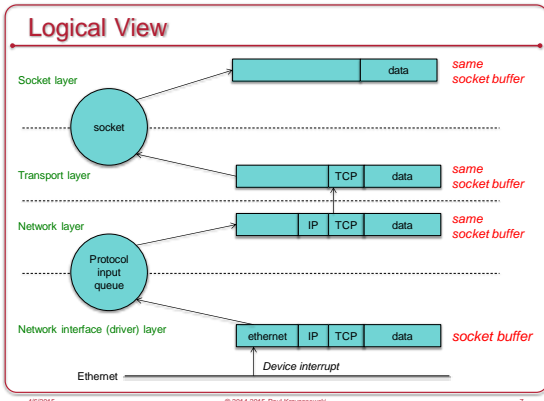 Logical View
Socket layer
data
same
socket buffer
socket
Transport layer
TCP
data
same
socket buffer
Network layer
IP
TCP
data
same
socket buffer
Protocol
input
queue
Network interface (driver) layer
ethernet
IP
TCP
data
socket buffer
Device interrupt
Ethernet